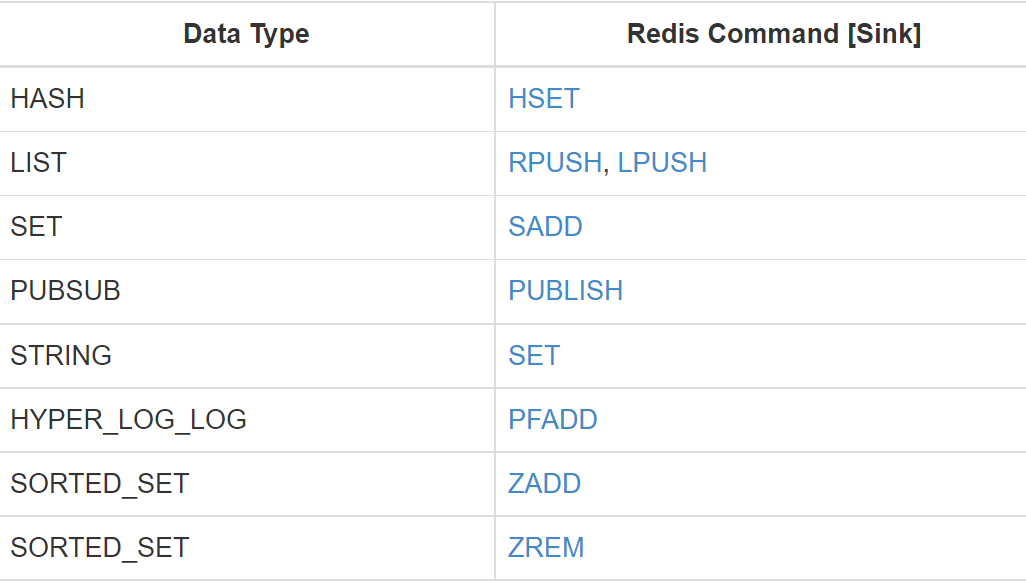 Data Type Redis Command [Sink]
HASH HSET
LIST RPUSH, LPUSH
SET SADD
PUBSUB PUBLISH
STRING SET
HYPER_LOG_LOG PFADD
SORTED_SET ZADD
SORTED_SET ZREM